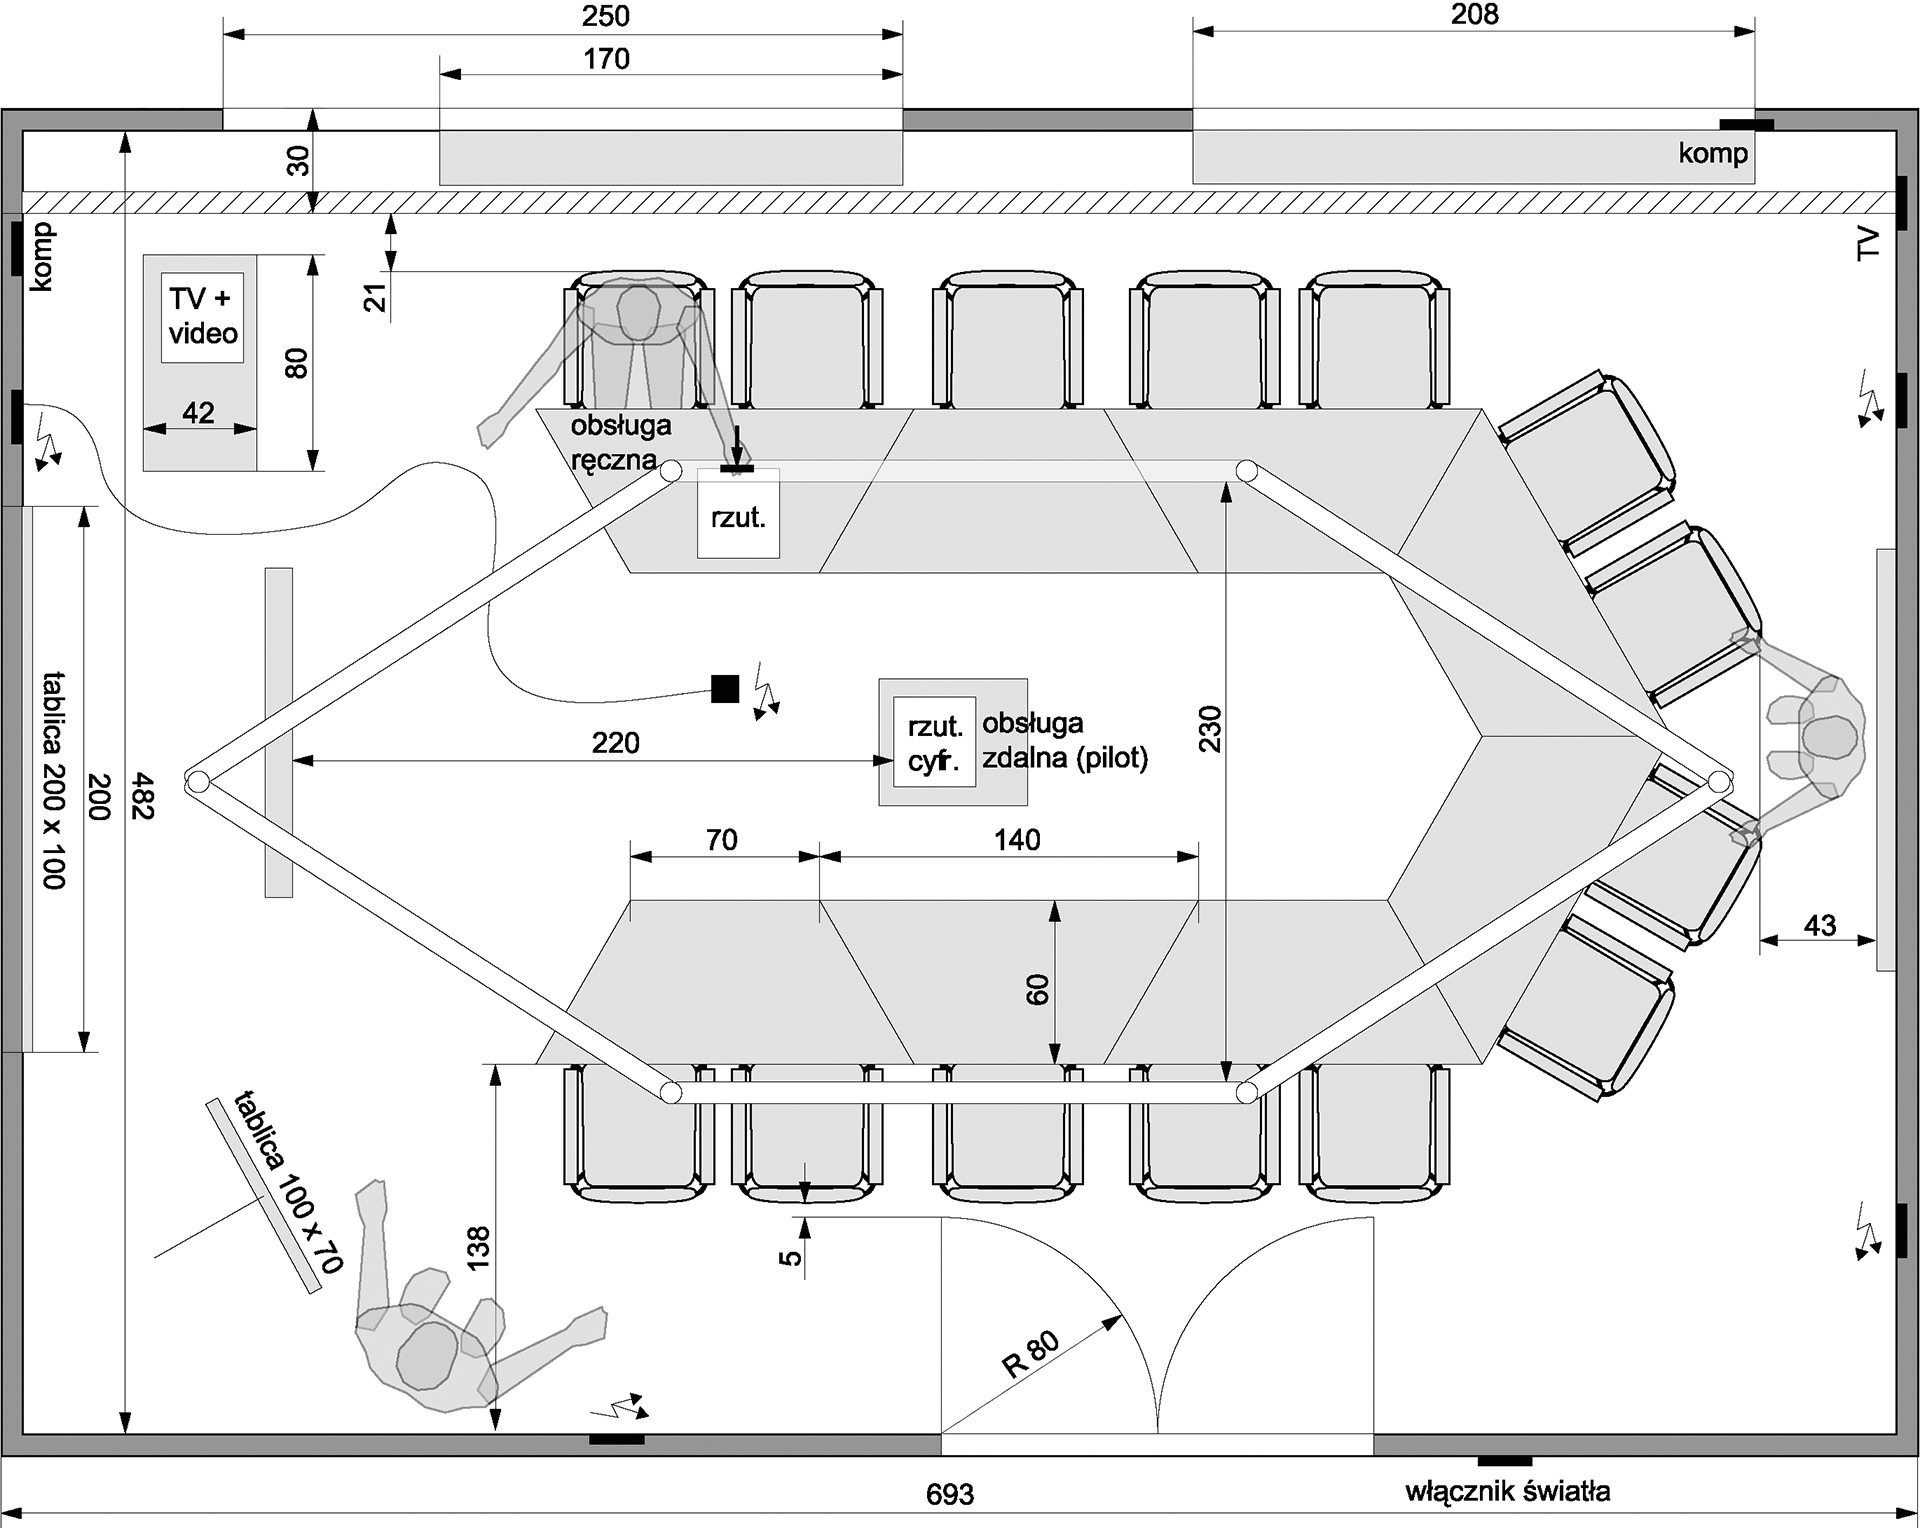 250
208
170
komp
30
komp
TV
TV +
video
21
80
42
obsługa
ręczna
rzut.
tablica 200 x 100
200
482
220
rzut.
cyfr.
obsługa
zdalna (pilot)
230
70
140
43
60
tablica 100 x 70
138
5
R 80
693
włącznik światła